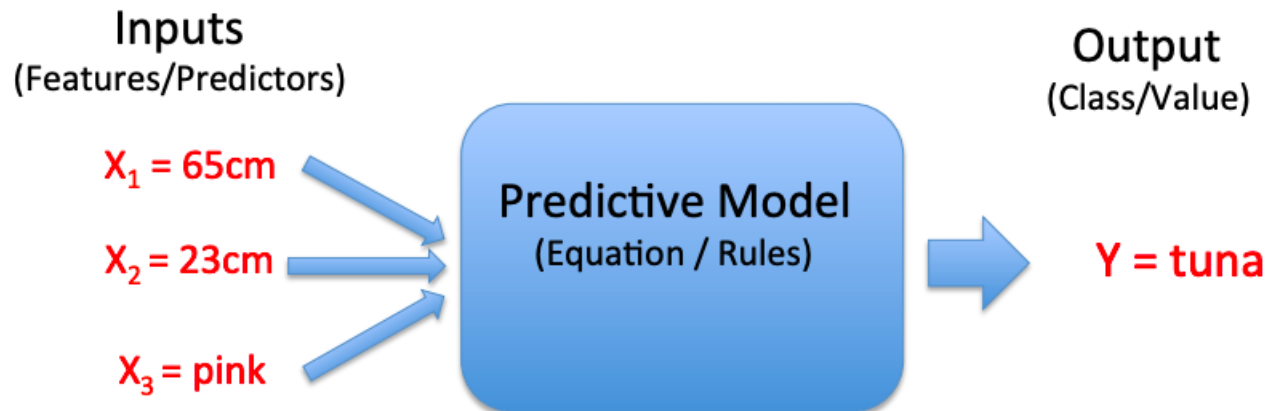 Inputs
(Features/Predictors)
X₁ = 65cm
X₂ = 23cm
X₃ = pink
Predictive Model
(Equation / Rules)
Output
(Class/Value)
Y = tuna